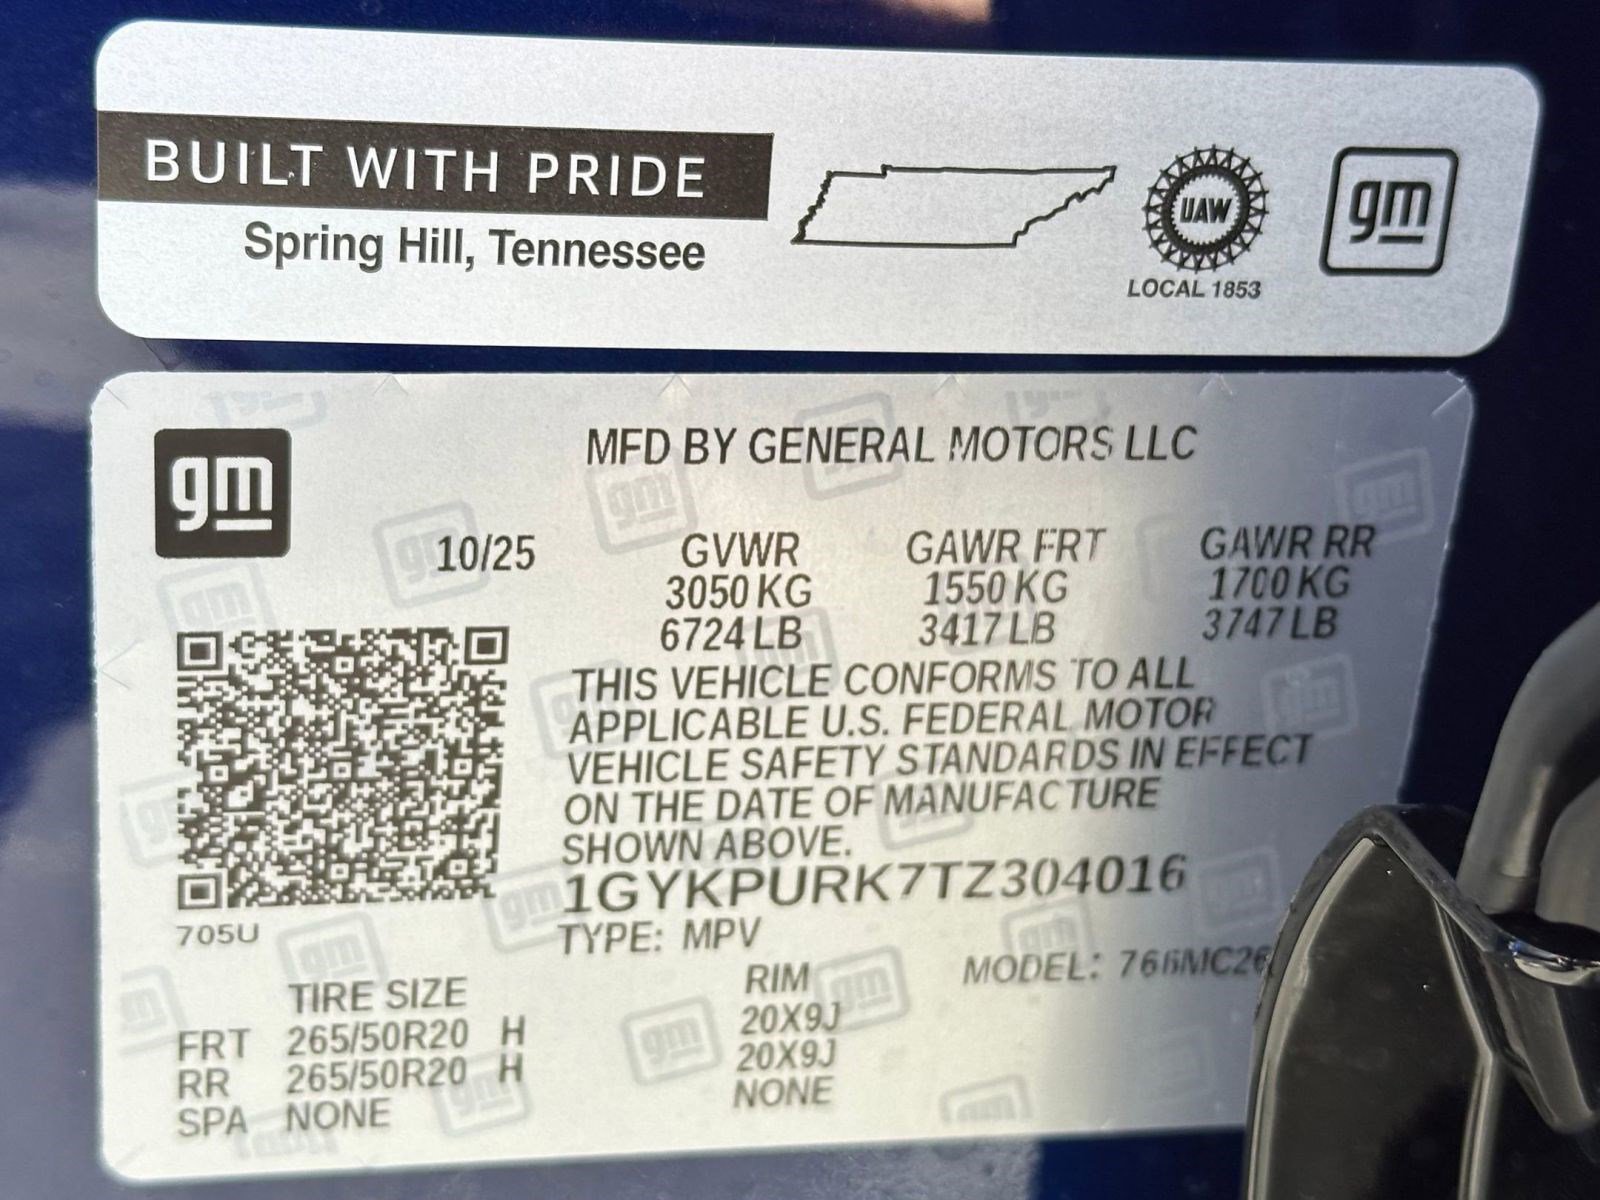 BUILT WITH PRIDE
Spring Hill, Tennessee
UAW
LOCAL 1853
gm
gm
MFD BY GENERAL MOTORS LLC
10/25 GVWR GAWR FRT GAWR RR
3050 KG 1550 KG 1700 KG
6724 LB 3417 LB 3747 LB
THIS VEHICLE CONFORMS TO ALL
APPLICABLE U.S. FEDERAL MOTOR
VEHICLE SAFETY STANDARDS IN EFFECT
ON THE DATE OF MANUFACTURE
SHOWN ABOVE.
1GYKPURK7TZ304016
705U
TYPE: MPV
MODEL: 766MC26
TIRE SIZE RIM
FRT 265/50R20 H 20X9J
RR 265/50R20 H 20X9J
SPA NONE NONE